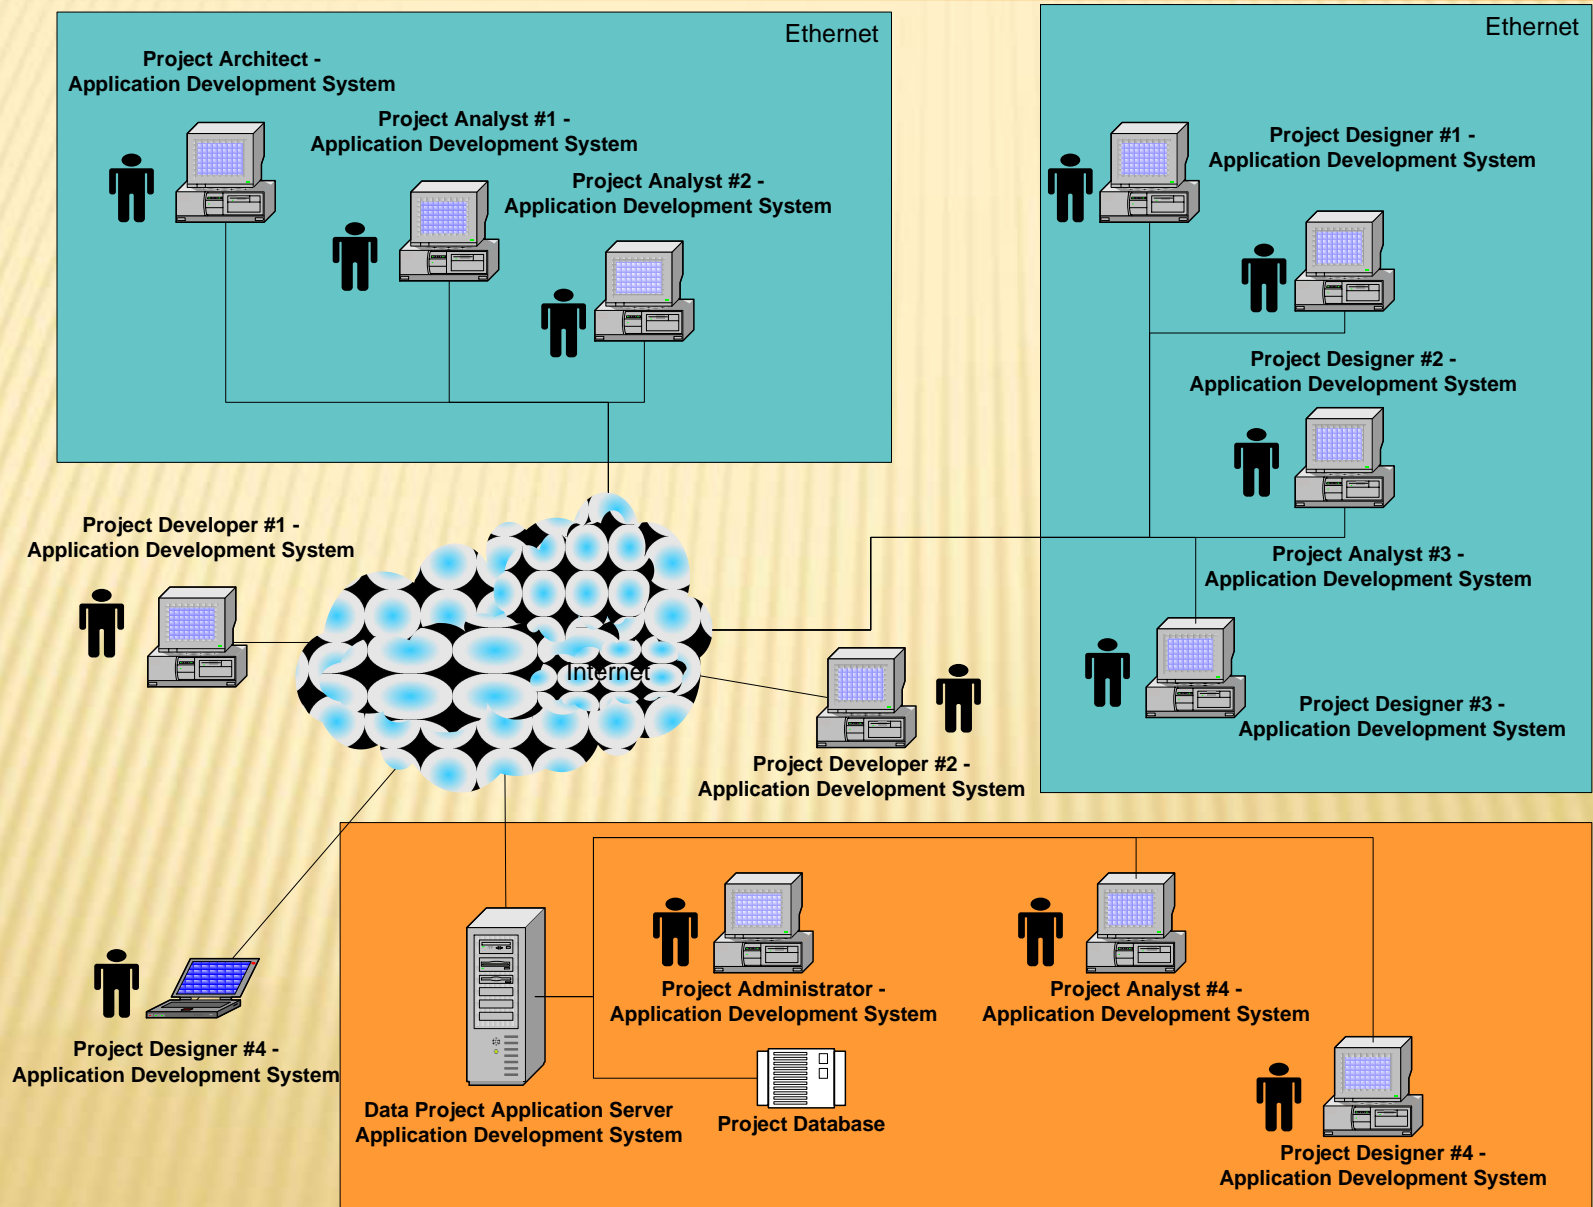 Ethernet
Project Architect -
Application Development System
Project Analyst #1 -
Application Development System
Project Analyst #2 -
Application Development System
Ethernet
Project Designer #1 -
Application Development System
Project Designer #2 -
Application Development System
Project Analyst #3 -
Application Development System
Project Designer #3 -
Application Development System
Project Developer #1 -
Application Development System
Internet
Project Developer #2 -
Application Development System
Project Designer #4 -
Application Development System
Data Project Application Server
Application Development System
Project Administrator -
Application Development System
Project Database
Project Analyst #4 -
Application Development System
Project Designer #4 -
Application Development System